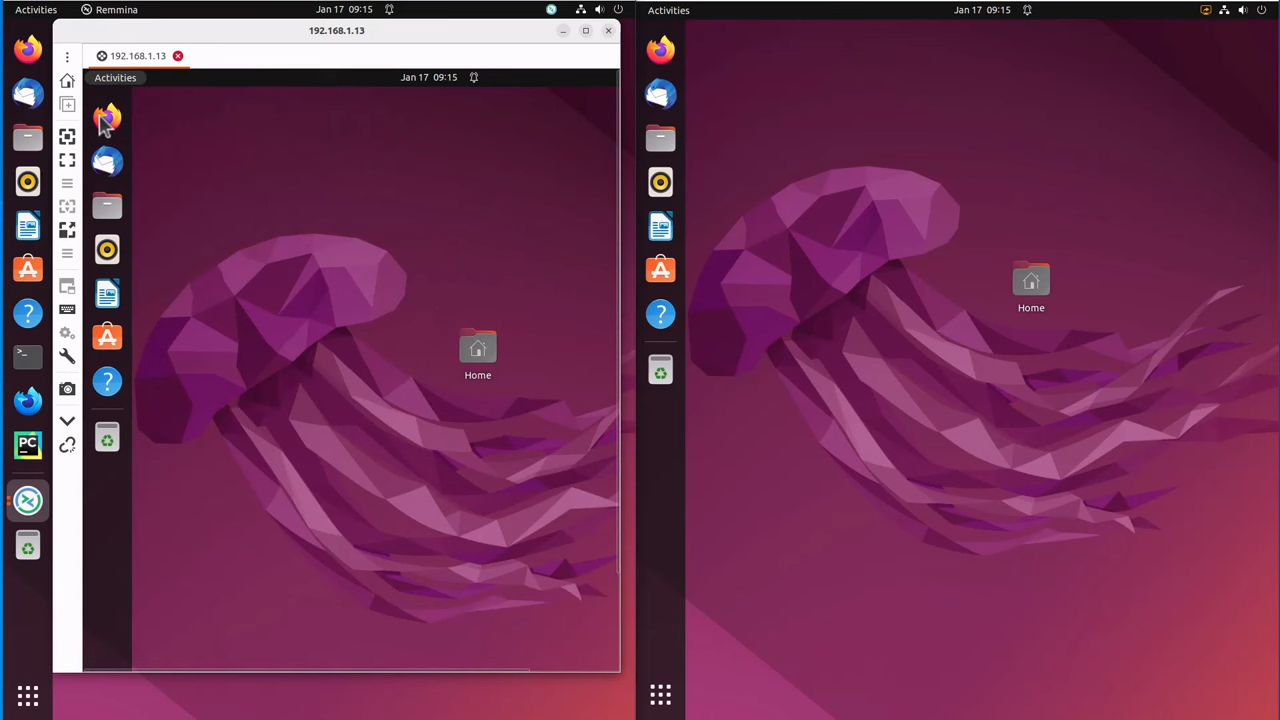 Activities Remmina Jan 17 09:15
192.168.1.13
192.168.1.13
Activities Jan 17 09:15
Home
>_
PC
Activities Jan 17 09:15
Home